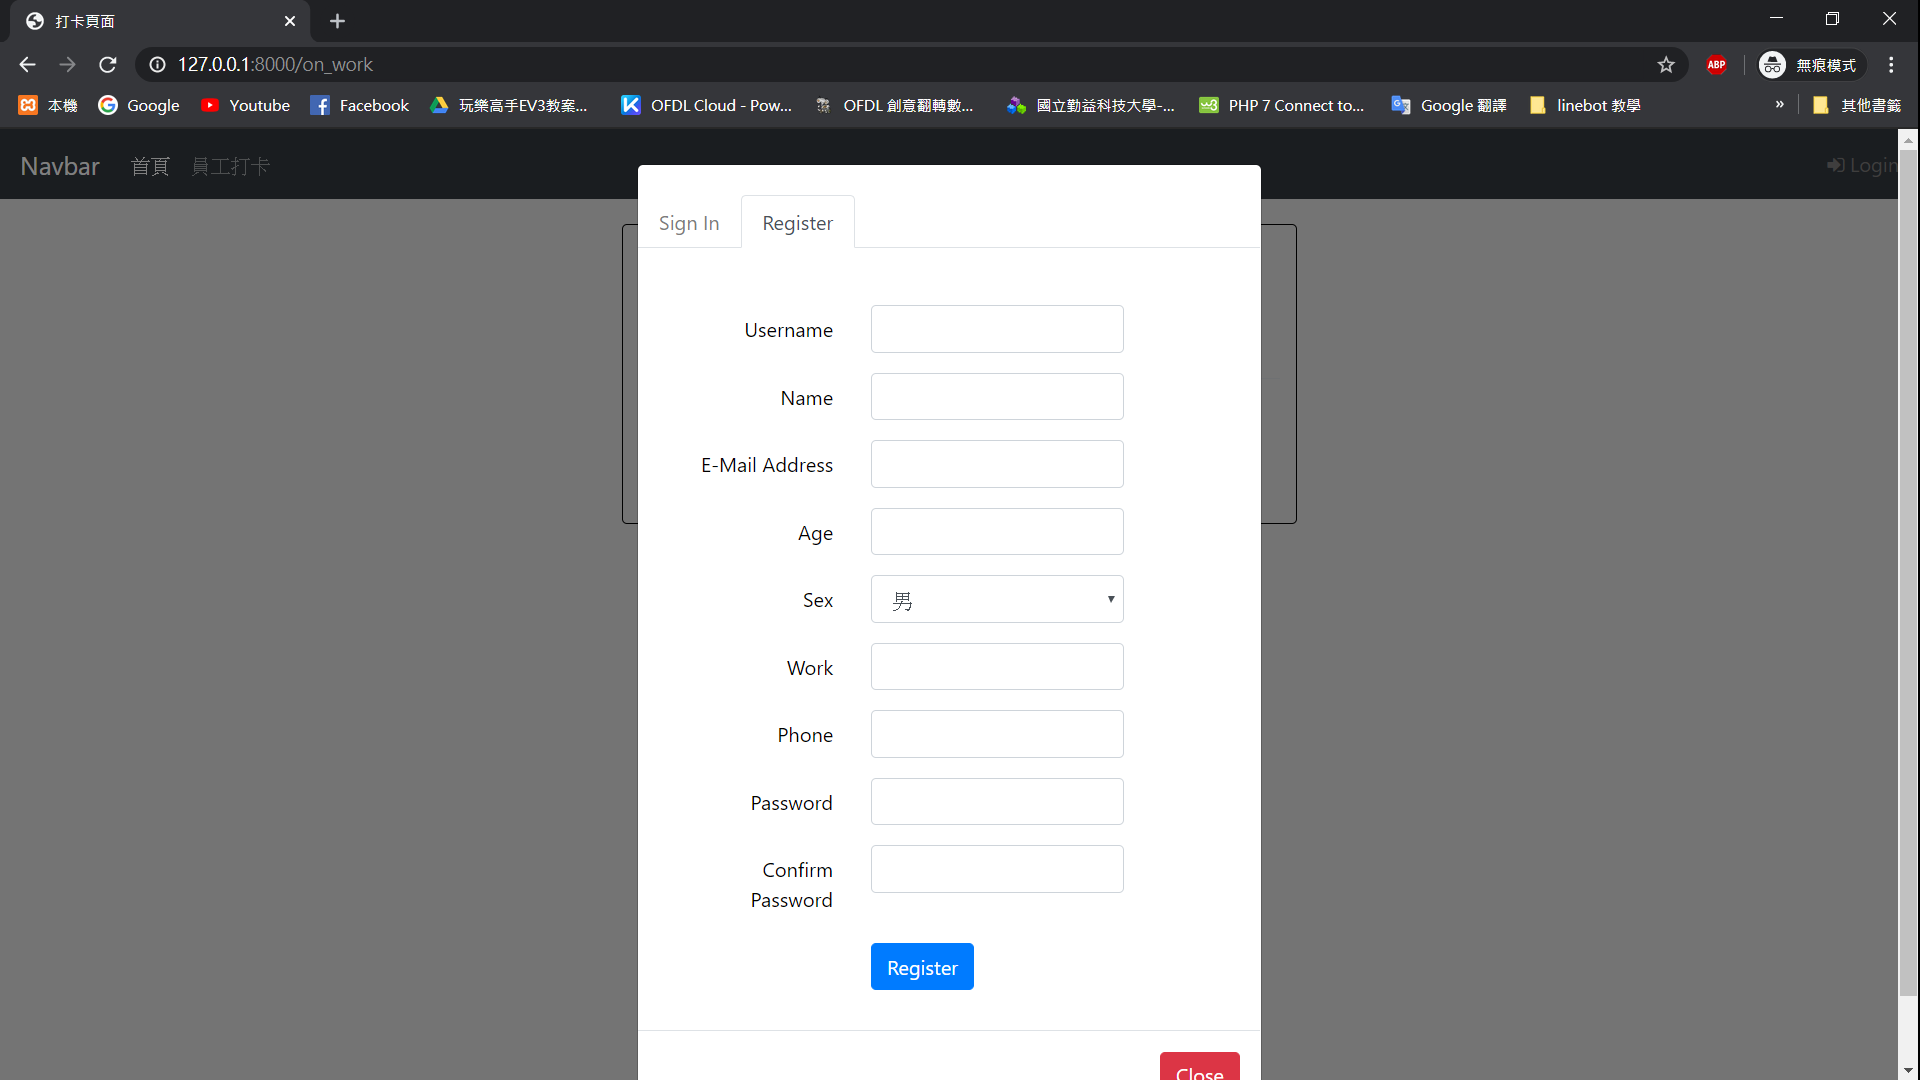 打卡頁面
127.0.0.1:8000/on_work
ABP
無痕模式
本機 Google Youtube Facebook 玩樂高手EV3教案... OFDL Cloud - Pow... OFDL 創意翻轉數... 國立勤益科技大學-... PHP 7 Connect to... Google 翻譯 linebot 教學 » 其他書籤
Navbar 首頁 員工打卡 Login
Sign In Register
Username
Name
E-Mail Address
Age
Sex 男
Work
Phone
Password
Confirm
Password
Register
Close